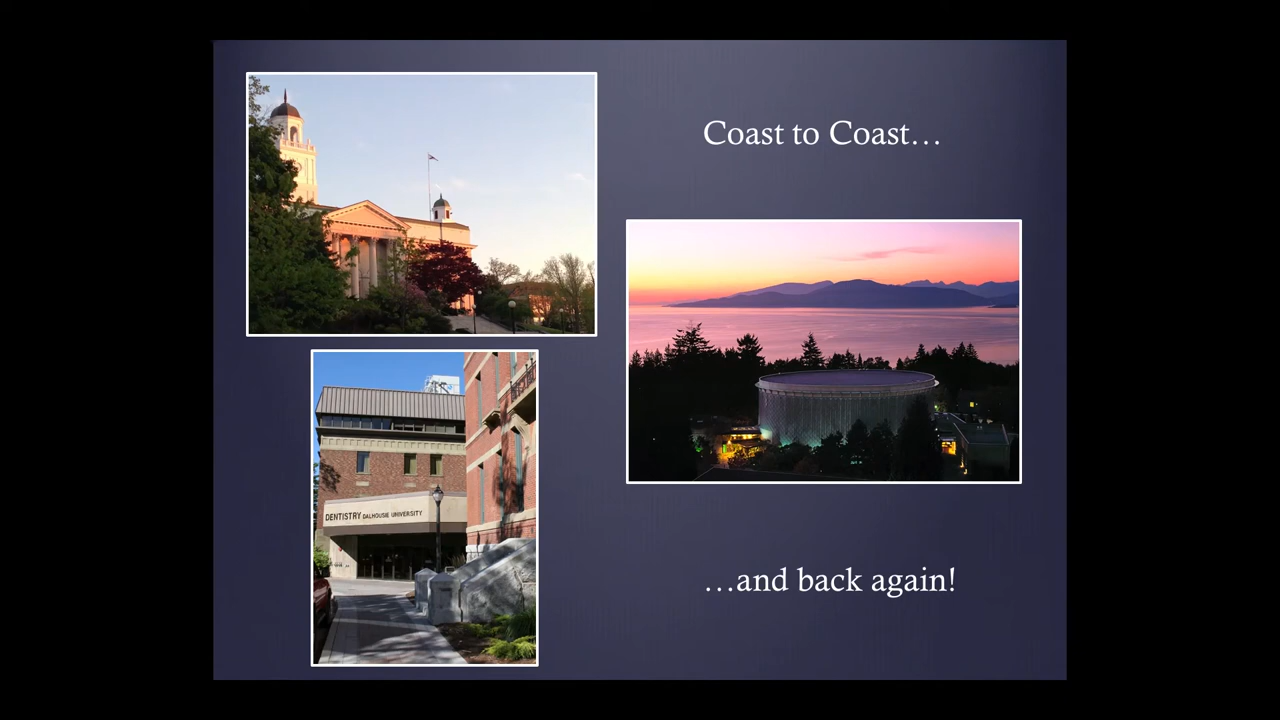 Coast to Coast…
DENTISTRY DALHOUSIE UNIVERSITY
…and back again!